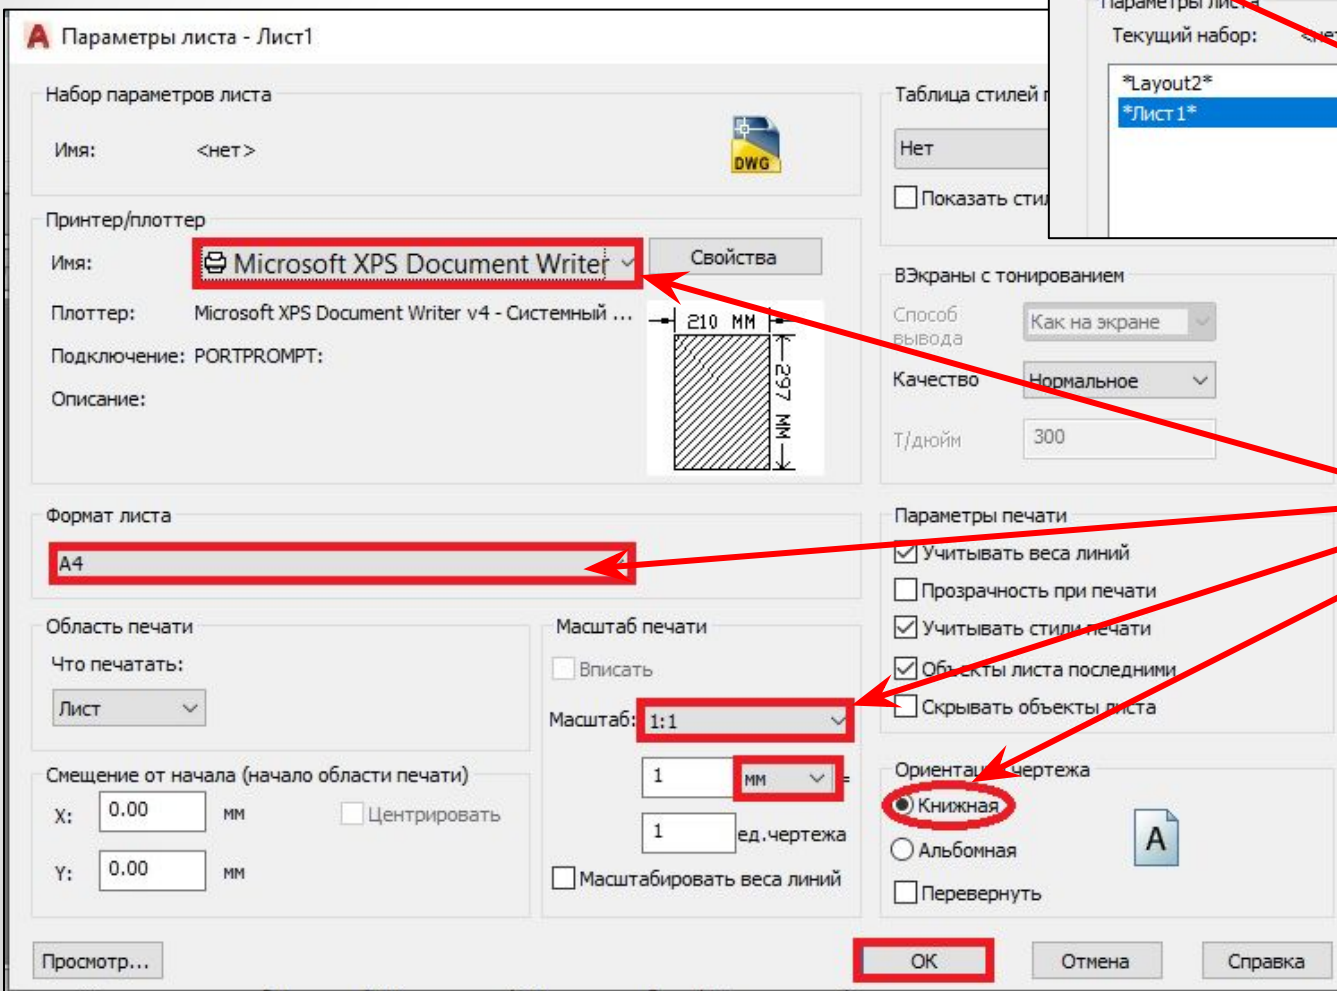 Параметры листа - Лист1
Параметры листа
Текущий набор:
*Layout2*
*Лист1*
Набор параметров листа
Имя: <нет>
DWG
Таблица стилей
Нет
Показать
Принтер/плоттер
Имя: Microsoft XPS Document Writer Свойства
Плоттер: Microsoft XPS Document Writer v4 - Системный ...
Подключение: PORTPROMPT:
Описание:
210 MM
297 MM
ВЭкраны с тонированием
Способ вывода Как на экране
Качество Нормальное
Т/дюйм 300
Формат листа
A4
Параметры печати
Учитывать веса линий
Прозрачность при печати
Учитывать стили печати
Объекты листа последними
Скрывать объекты листа
Область печати
Что печатать:
Лист
Масштаб печати
Вписать
Масштаб: 1:1
1 мм =
1 ед.чертежа
Масштабировать веса линий
Смещение от начала (начало области печати)
X: 0.00 мм Центрировать
Y: 0.00 мм
Ориентация чертежа
Книжная
Альбомная
Перевернуть
A
Просмотр... ОК Отмена Справка